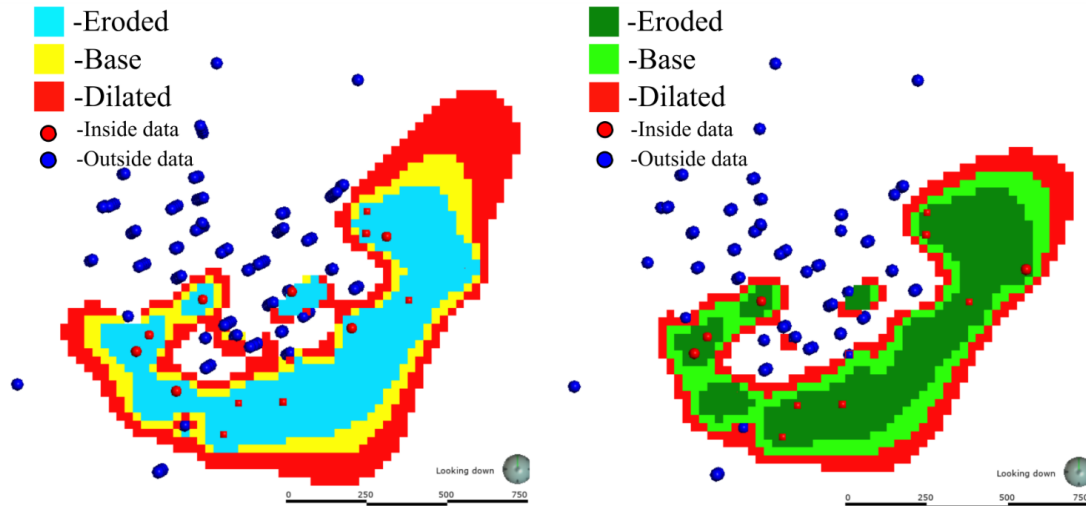 -Eroded
-Base
-Dilated
-Inside data
-Outside data
Looking down
0 250 500 750
-Eroded
-Base
-Dilated
-Inside data
-Outside data
Looking down
0 250 500 750